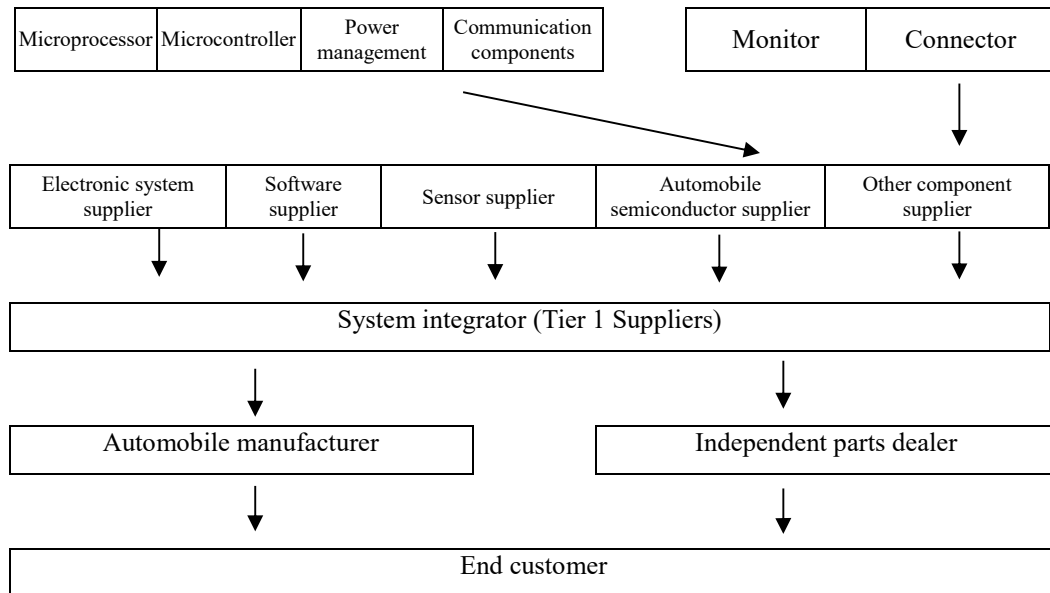 Microprocessor
Microcontroller
Power
management
Communication
components
Monitor
Connector
Electronic system
supplier
Software
supplier
Sensor supplier
Automobile
semiconductor supplier
Other component
supplier
System integrator (Tier 1 Suppliers)
Automobile manufacturer
Independent parts dealer
End customer